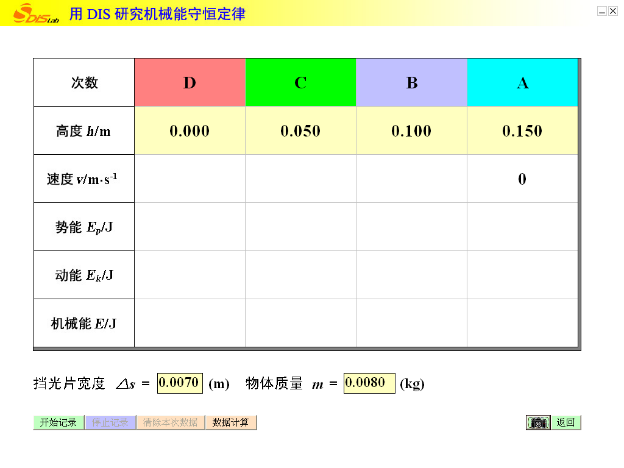 DISLab 用 DIS 研究机械能守恒定律
次数 D C B A
高度 h/m 0.000 0.050 0.100 0.150
速度 v/m·s⁻¹ 0
势能 Eₚ/J
动能 Eₖ/J
机械能 E/J
挡光片宽度 △s = 0.0070 (m) 物体质量 m = 0.0080 (kg)
开始记录 停止记录 清除本次数据 数据计算 返回